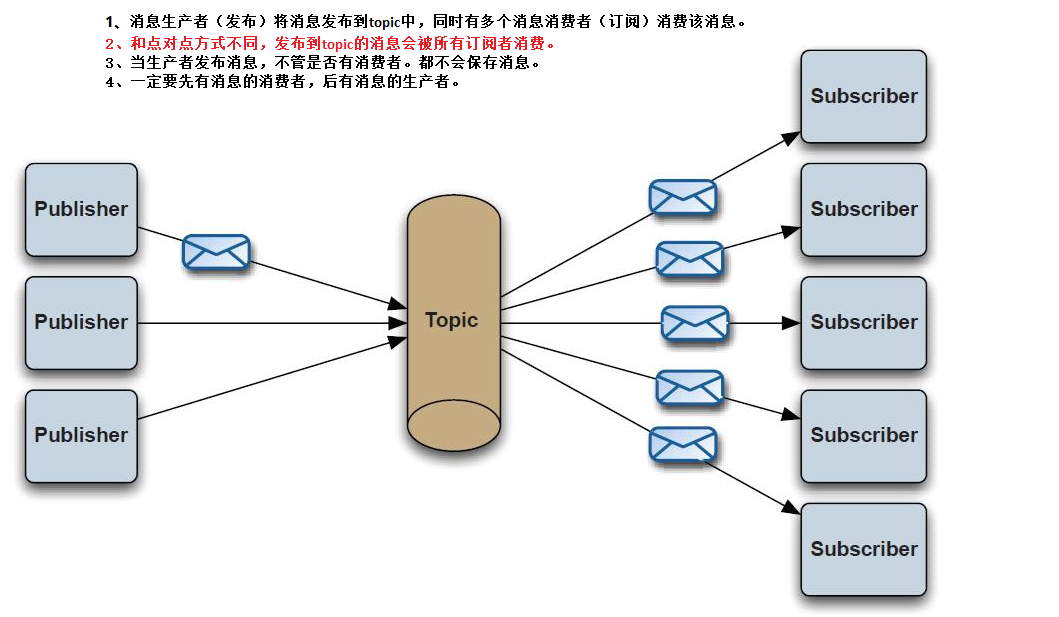 1、消息生产者（发布）将消息发布到topic中，同时有多个消息消费者（订阅）消费该消息。
2、和点对点方式不同，发布到topic的消息会被所有订阅者消费。
3、当生产者发布消息，不管是否有消费者。都不会保存消息。
4、一定要先有消息的消费者，后有消息的生产者。
Subscriber
Publisher
Subscriber
Publisher
Topic
Subscriber
Publisher
Subscriber
Subscriber